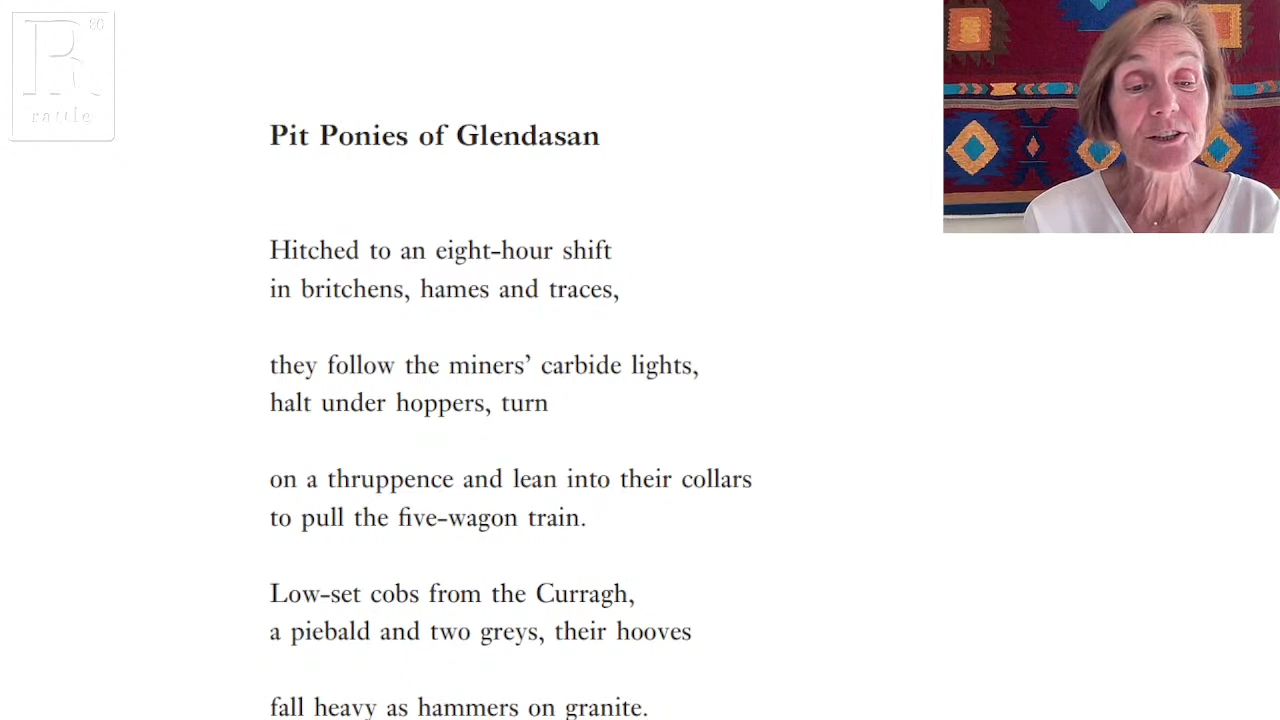 R 80
rattle
Pit Ponies of Glendasan
Hitched to an eight-hour shift
in britchens, hames and traces,
they follow the miners’ carbide lights,
halt under hoppers, turn
on a thruppence and lean into their collars
to pull the five-wagon train.
Low-set cobs from the Curragh,
a piebald and two greys, their hooves
fall heavy as hammers on granite.